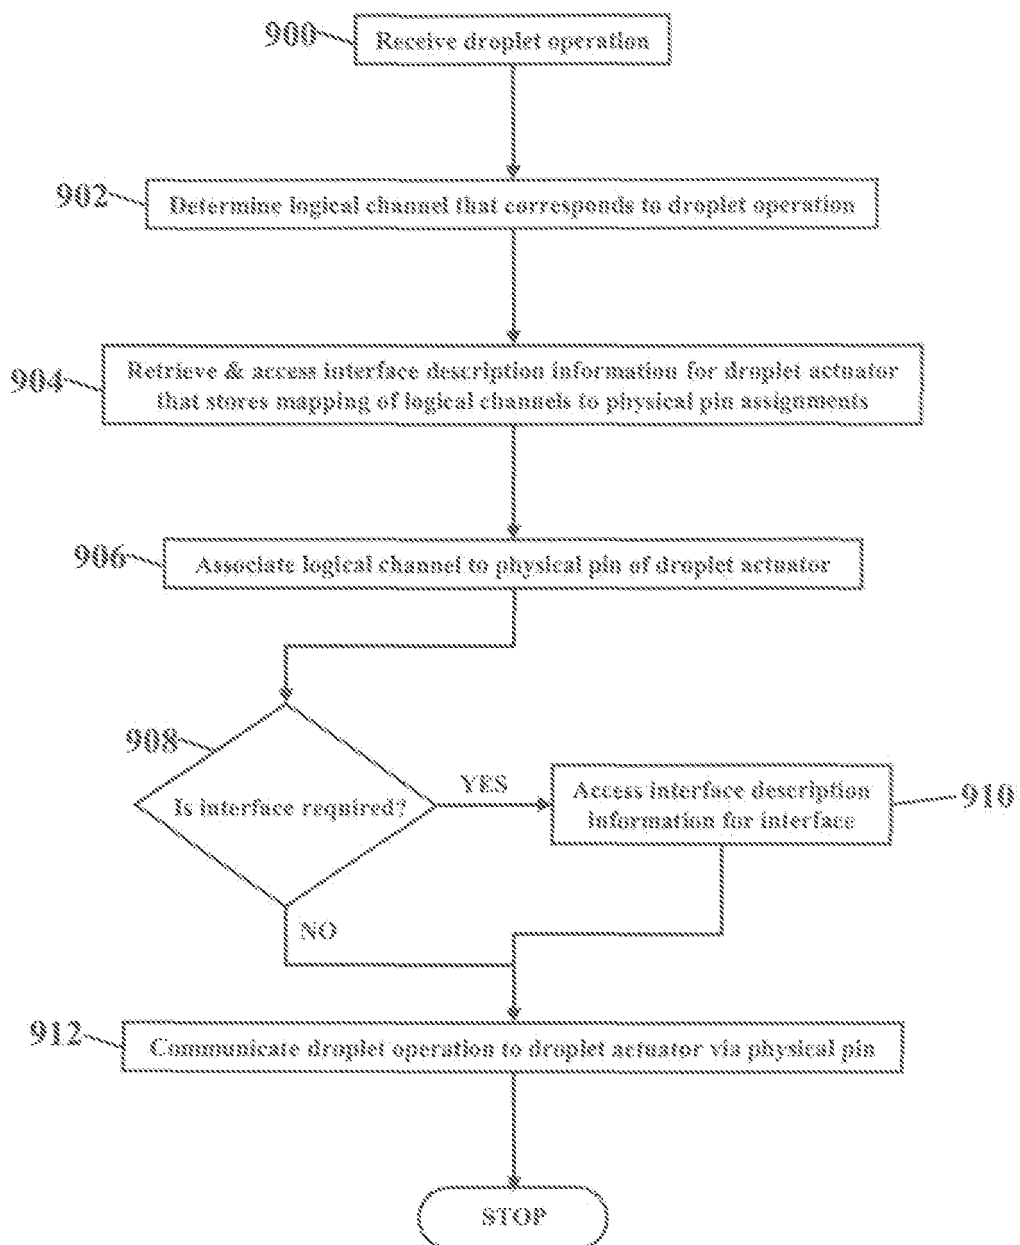 900
Receive droplet operation
902
Determine logical channel that corresponds to droplet operation
904
Retrieve & access interface description information for droplet actuator
that stores mapping of logical channels to physical pin assignments
906
Associate logical channel to physical pin of droplet actuator
908
Is interface required?
YES
Access interface description
information for interface
910
NO
912
Communicate droplet operation to droplet actuator via physical pin
STOP